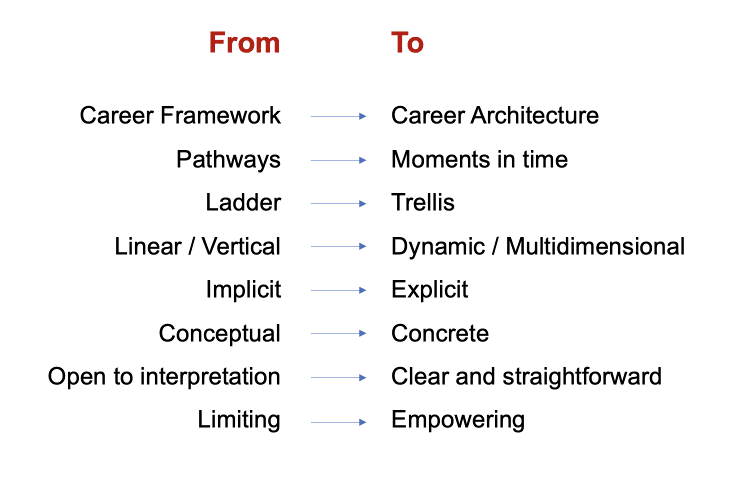 From To
Career Framework Career Architecture
Pathways Moments in time
Ladder Trellis
Linear / Vertical Dynamic / Multidimensional
Implicit Explicit
Conceptual Concrete
Open to interpretation Clear and straightforward
Limiting Empowering